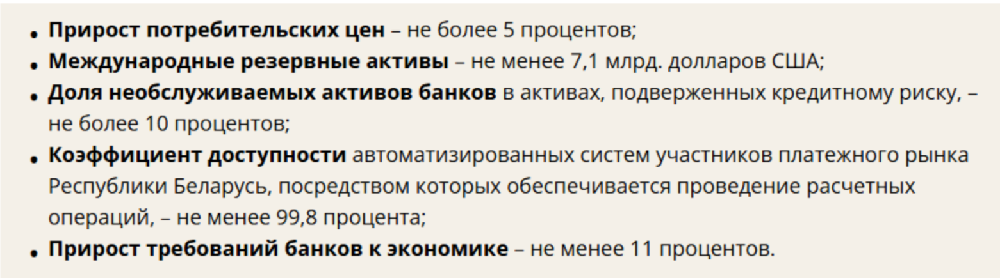 • Прирост потребительских цен – не более 5 процентов;
• Международные резервные активы – не менее 7,1 млрд. долларов США;
• Доля необслуживаемых активов банков в активах, подверженных кредитному риску, –
не более 10 процентов;
• Коэффициент доступности автоматизированных систем участников платежного рынка
Республики Беларусь, посредством которых обеспечивается проведение расчетных
операций, – не менее 99,8 процента;
• Прирост требований банков к экономике – не менее 11 процентов.